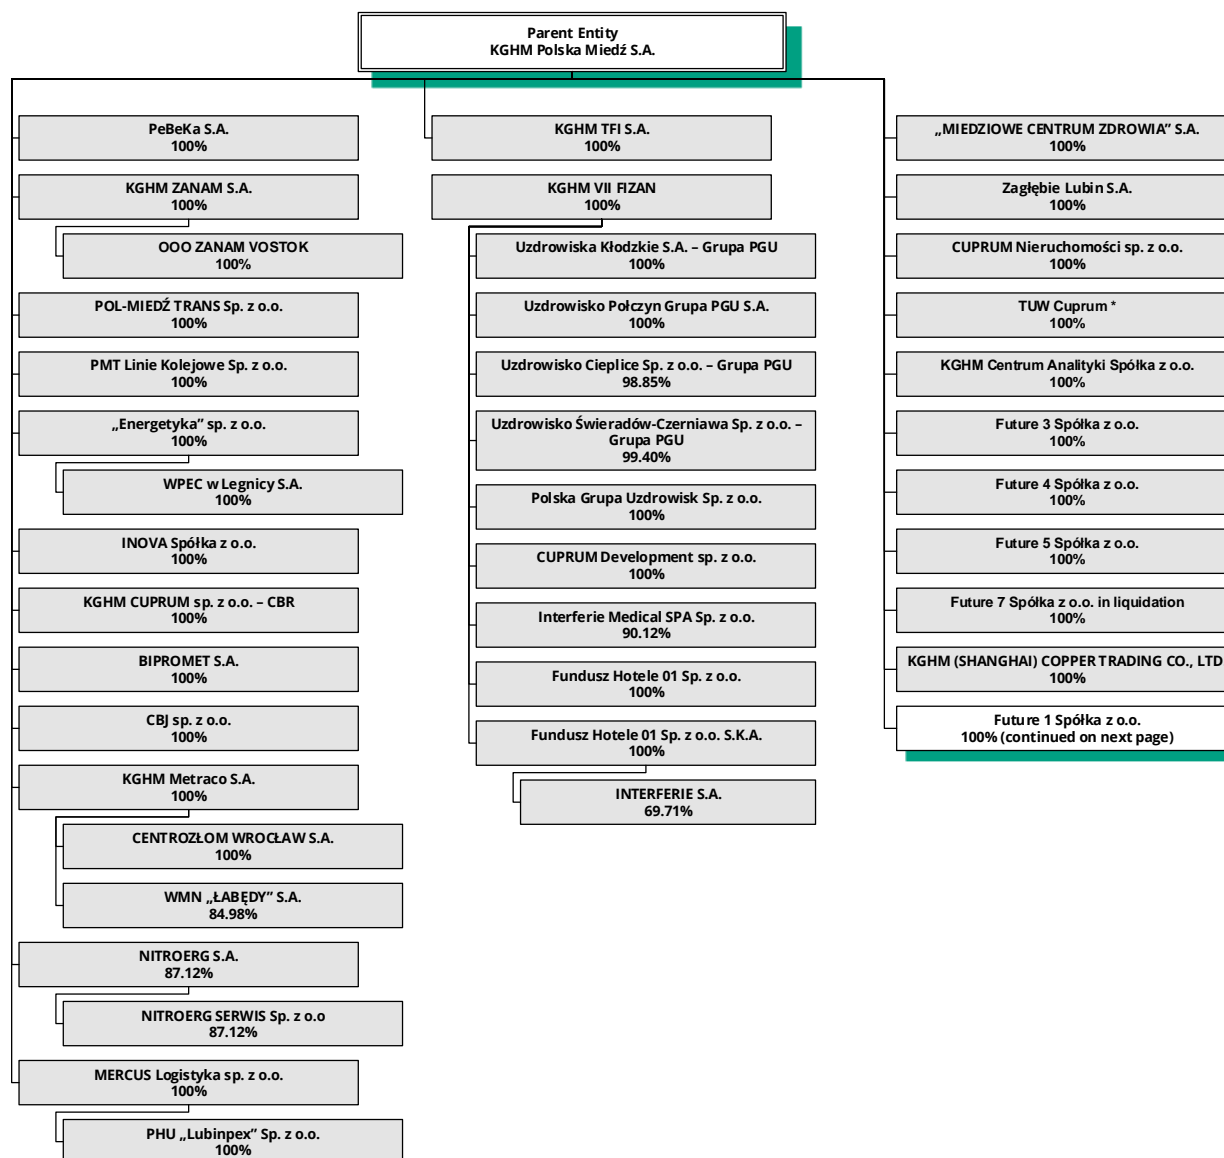 Parent Entity
KGHM Polska Miedź S.A.
PeBeKa S.A.
100%
KGHM ZANAM S.A.
100%
OOO ZANAM VOSTOK
100%
POL-MIEDŹ TRANS Sp. z o.o.
100%
PMT Linie Kolejowe Sp. z o.o.
100%
„Energetyka” sp. z o.o.
100%
WPEC w Legnicy S.A.
100%
INOVA Spółka z o.o.
100%
KGHM CUPRUM sp. z o.o. – CBR
100%
BIPROMET S.A.
100%
CBJ sp. z o.o.
100%
KGHM Metraco S.A.
100%
CENTROZŁOM WROCŁAW S.A.
100%
WMN „ŁABĘDY” S.A.
84.98%
NITROERG S.A.
87.12%
NITROERG SERWIS Sp. z o.o
87.12%
MERCUS Logistyka sp. z o.o.
100%
PHU „Lubinpex” Sp. z o.o.
100%
KGHM TFI S.A.
100%
KGHM VII FIZAN
100%
Uzdrowiska Kłodzkie S.A. – Grupa PGU
100%
Uzdrowisko Połczyn Grupa PGU S.A.
100%
Uzdrowisko Cieplice Sp. z o.o. – Grupa PGU
98.85%
Uzdrowisko Świeradów-Czerniawa Sp. z o.o. –
Grupa PGU
99.40%
Polska Grupa Uzdrowisk Sp. z o.o.
100%
CUPRUM Development sp. z o.o.
100%
Interferie Medical SPA Sp. z o.o.
90.12%
Fundusz Hotele 01 Sp. z o.o.
100%
Fundusz Hotele 01 Sp. z o.o. S.K.A.
100%
INTERFERIE S.A.
69.71%
„MIEDZIOWE CENTRUM ZDROWIA” S.A.
100%
Zagłębie Lubin S.A.
100%
CUPRUM Nieruchomości sp. z o.o.
100%
TUW Cuprum *
100%
KGHM Centrum Analityki Spółka z o.o.
100%
Future 3 Spółka z o.o.
100%
Future 4 Spółka z o.o.
100%
Future 5 Spółka z o.o.
100%
Future 7 Spółka z o.o. in liquidation
100%
KGHM (SHANGHAI) COPPER TRADING CO., LTD
100%
Future 1 Spółka z o.o.
100% (continued on next page)